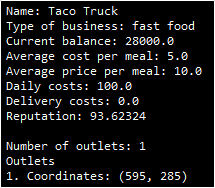 Name: Taco Truck
Type of business: fast food
Current balance: 28000.0
Average cost per meal: 5.0
Average price per meal: 10.0
Daily costs: 100.0
Delivery costs: 0.0
Reputation: 93.62324
Number of outlets: 1
Outlets
1. Coordinates: (595, 285)